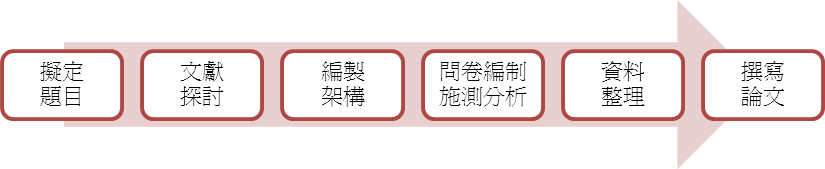 擬定
題目
文獻
探討
編製
架構
問卷編制
施測分析
資料
整理
撰寫
論文